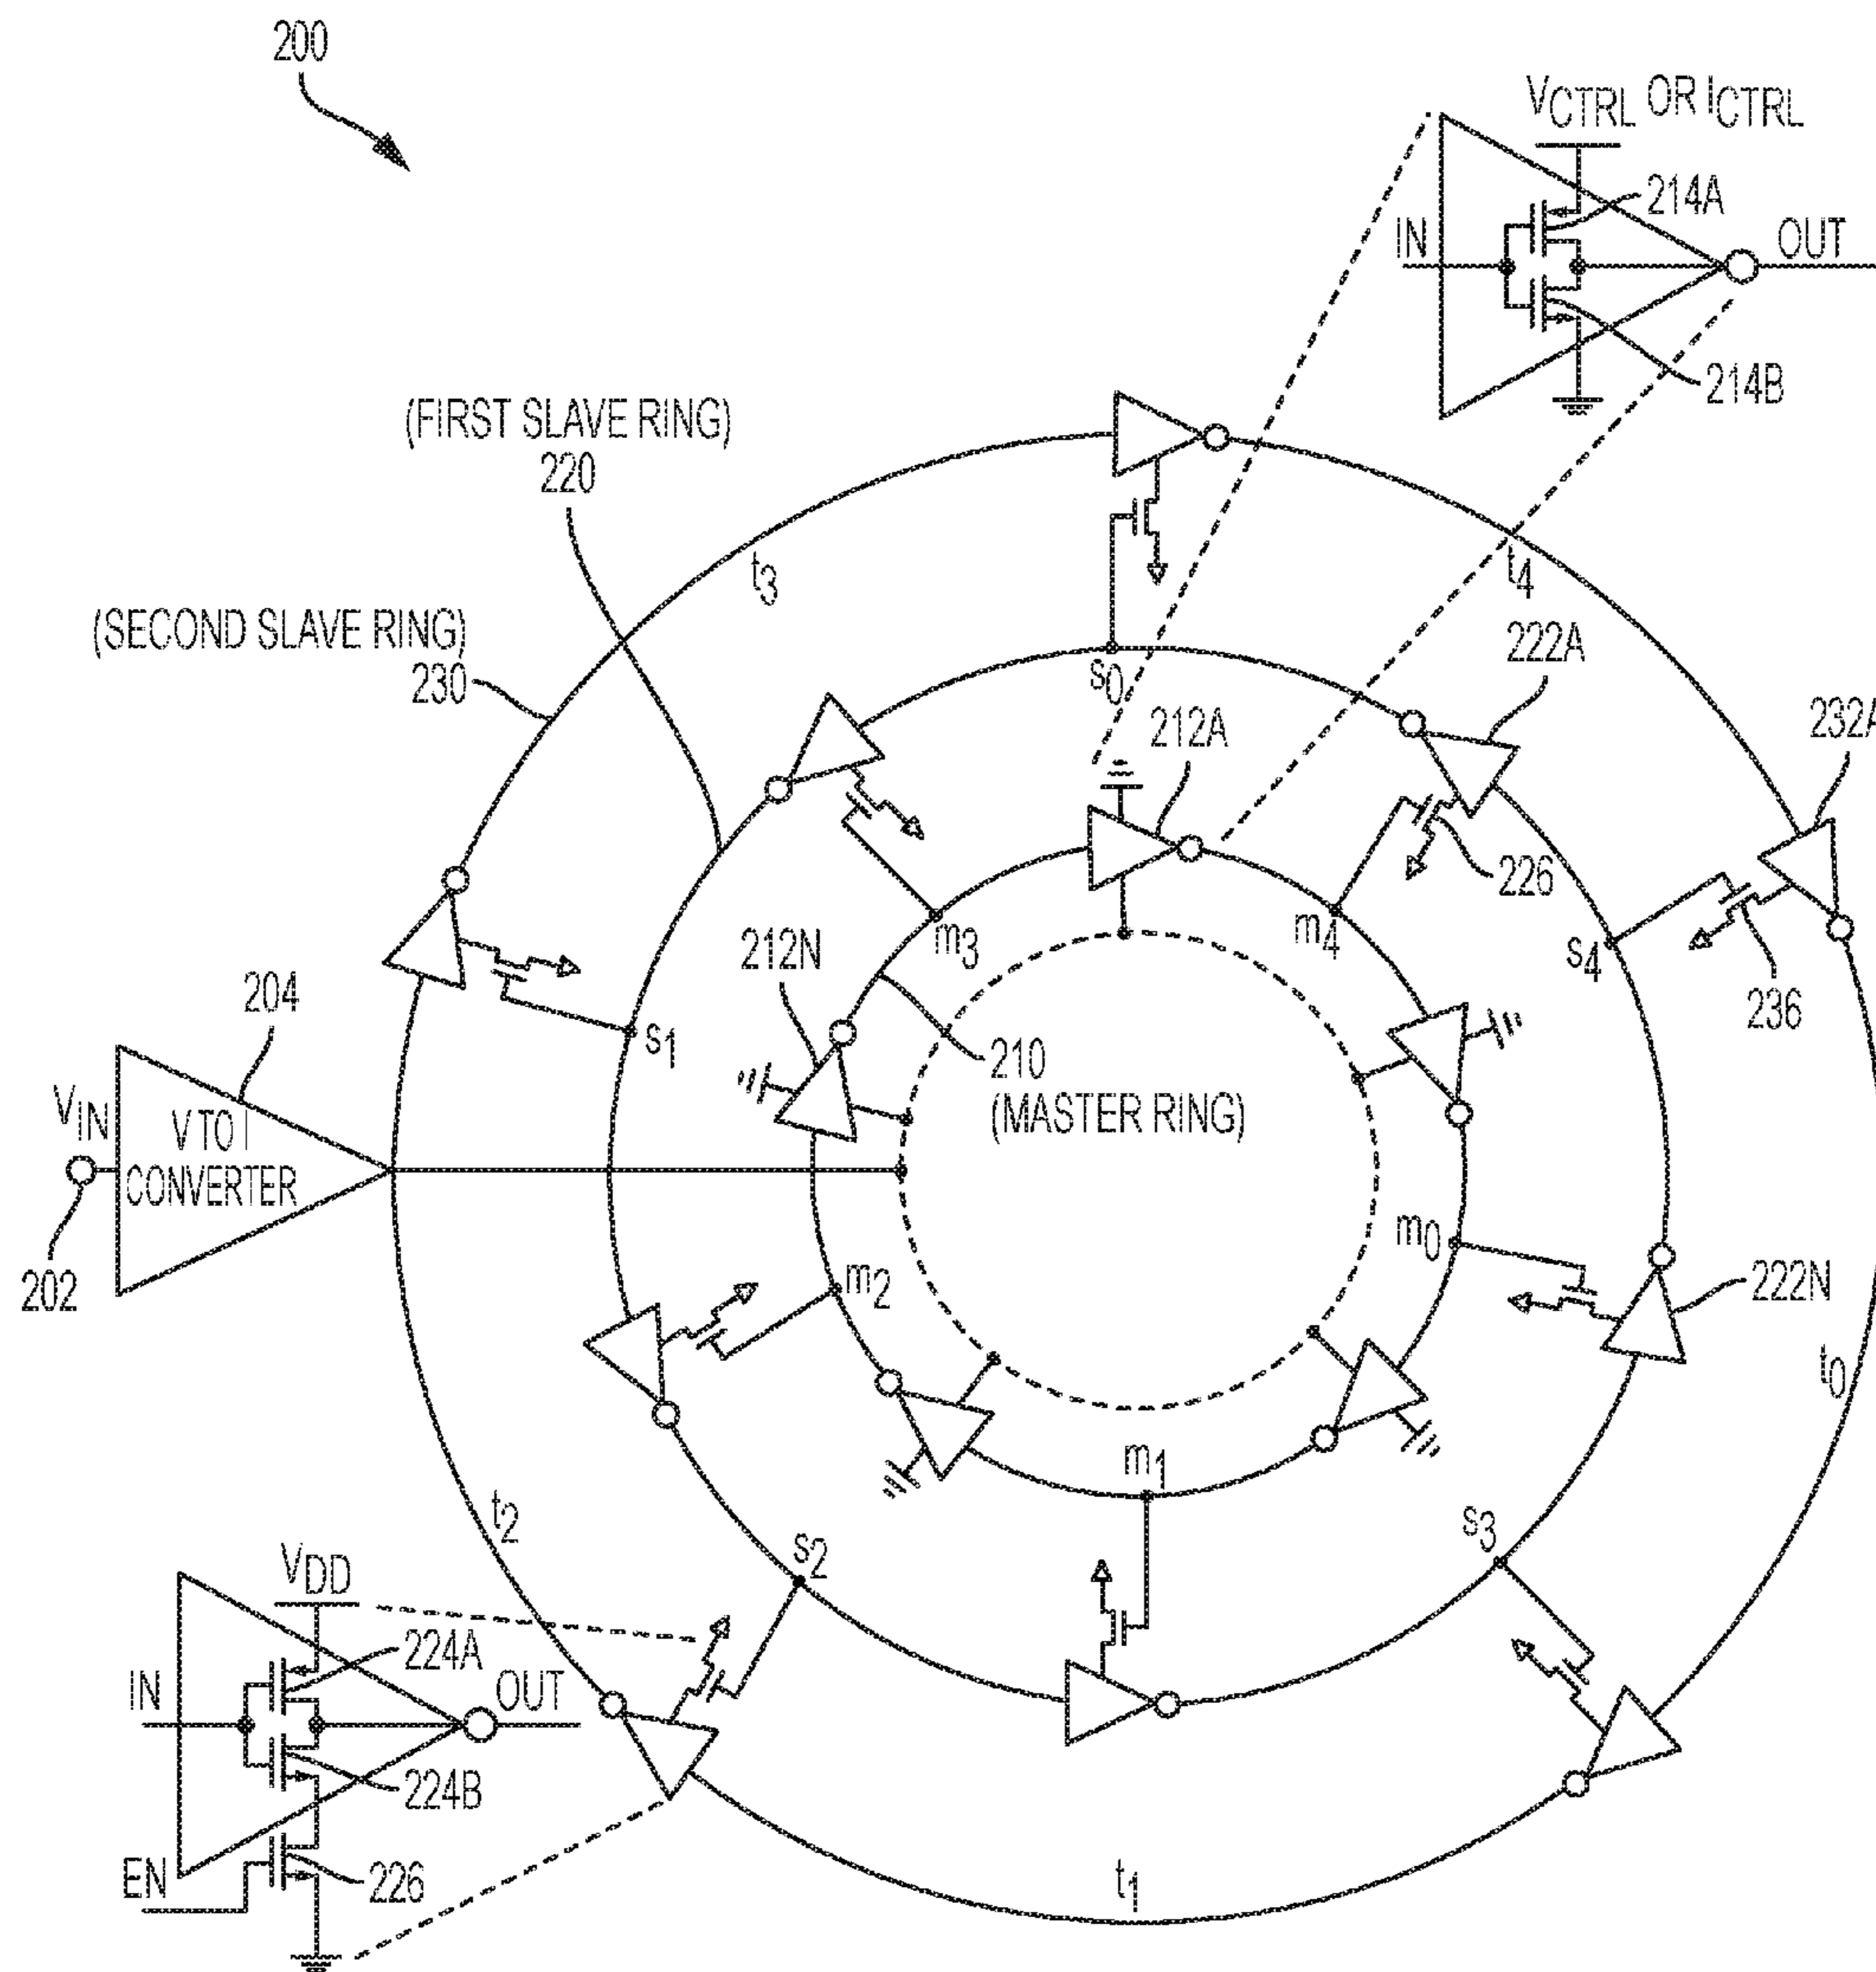 200
VCTRL OR ICTRL
214A
IN
OUT
214B
(FIRST SLAVE RING)
220
t3
t4
(SECOND SLAVE RING)
230
222A
s0
212A
232A
226
m3
m4
s4
212N
236
204
s1
210
(MASTER RING)
VIN
V TO I
CONVERTER
202
m0
m2
222N
t0
m1
t2
s3
s2
VDD
224A
IN
OUT
224B
EN
226
t1